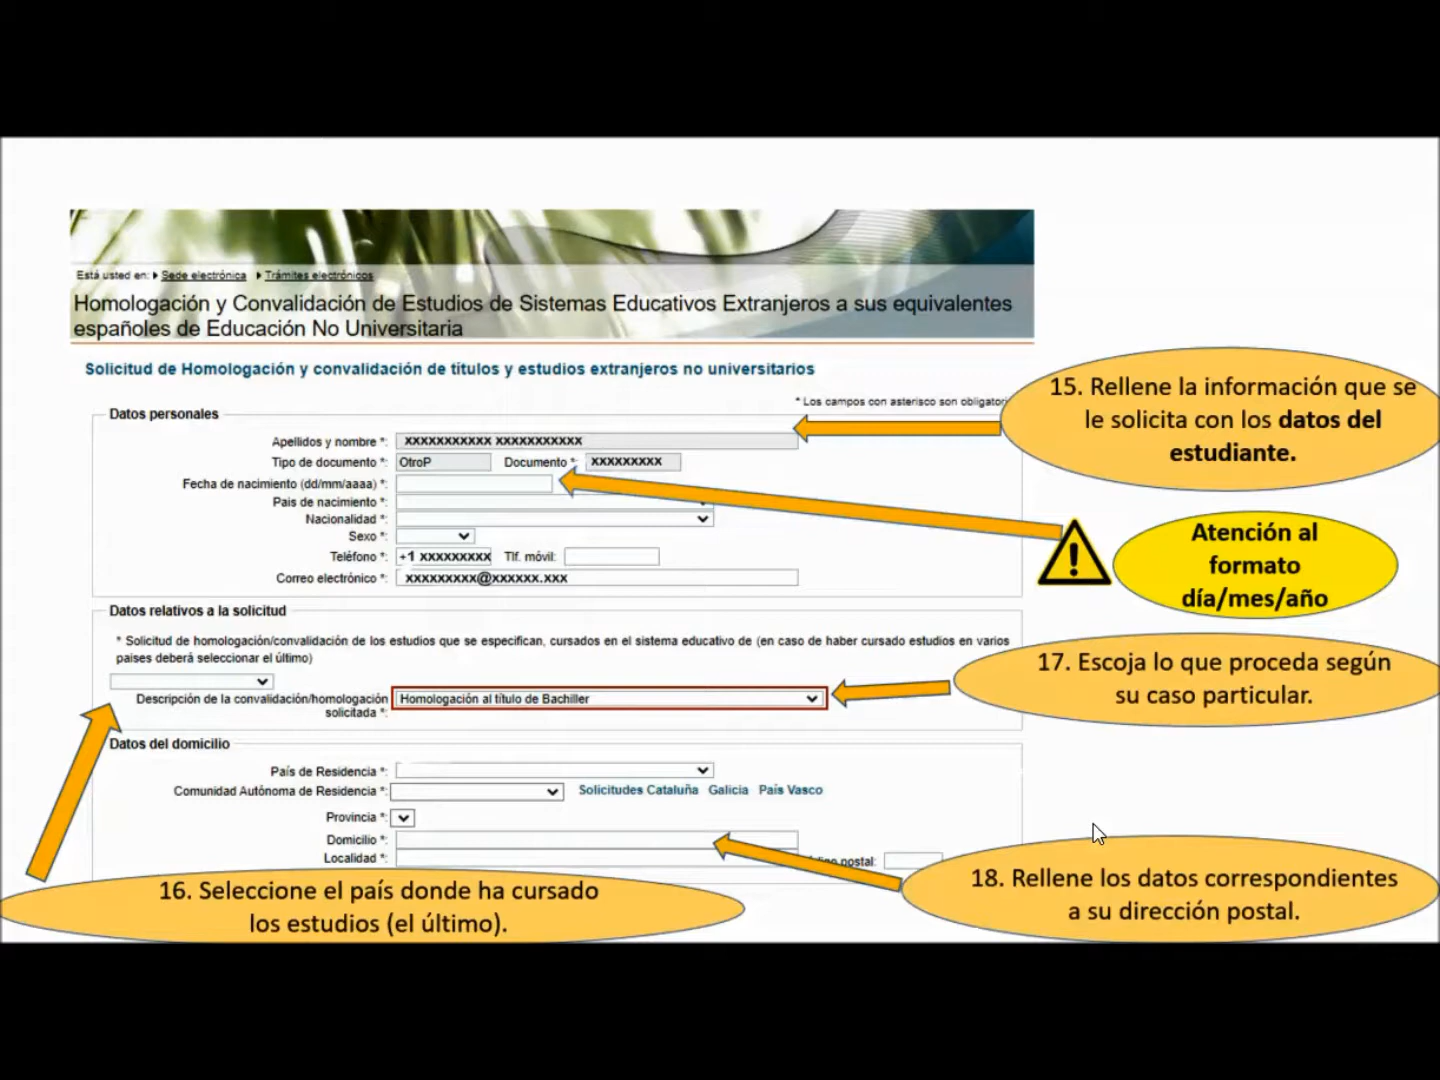 Está usted en: Sede electrónica Trámites electrónicos
Homologación y Convalidación de Estudios de Sistemas Educativos Extranjeros a sus equivalentes
españoles de Educación No Universitaria
Solicitud de Homologación y convalidación de títulos y estudios extranjeros no universitarios
* Los campos con asterisco son obligatori
Datos personales
Apellidos y nombre *: xxxxxxxxxxx xxxxxxxxxxx
Tipo de documento *: OtroP Documento *: xxxxxxxxx
Fecha de nacimiento (dd/mm/aaaa) *:
Pais de nacimiento *:
Nacionalidad *:
Sexo *:
Teléfono *: +1 xxxxxxxxx Tlf. móvil:
Correo electrónico *: xxxxxxxxx@xxxxxx.xxx
Datos relativos a la solicitud
* Solicitud de homologación/convalidación de los estudios que se especifican, cursados en el sistema educativo de (en caso de haber cursado estudios en varios
paises deberá seleccionar el último)
Descripción de la convalidación/homologación
solicitada *: Homologación al título de Bachiller
Datos del domicilio
País de Residencia *:
Comunidad Autónoma de Residencia *: Solicitudes Cataluña Galicia País Vasco
Provincia *:
Domicilio *:
Localidad *: postal:
15. Rellene la información que se
le solicita con los datos del
estudiante.
Atención al
formato
día/mes/año
17. Escoja lo que proceda según
su caso particular.
16. Seleccione el país donde ha cursado
los estudios (el último).
18. Rellene los datos correspondientes
a su dirección postal.